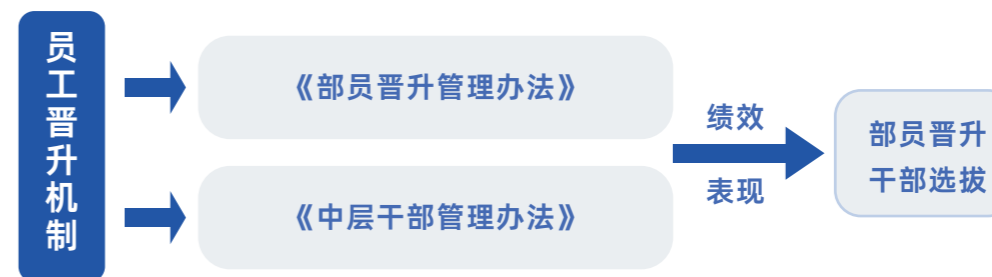 员工晋升机制
《部员晋升管理办法》
《中层干部管理办法》
绩效
表现
部员晋升
干部选拔